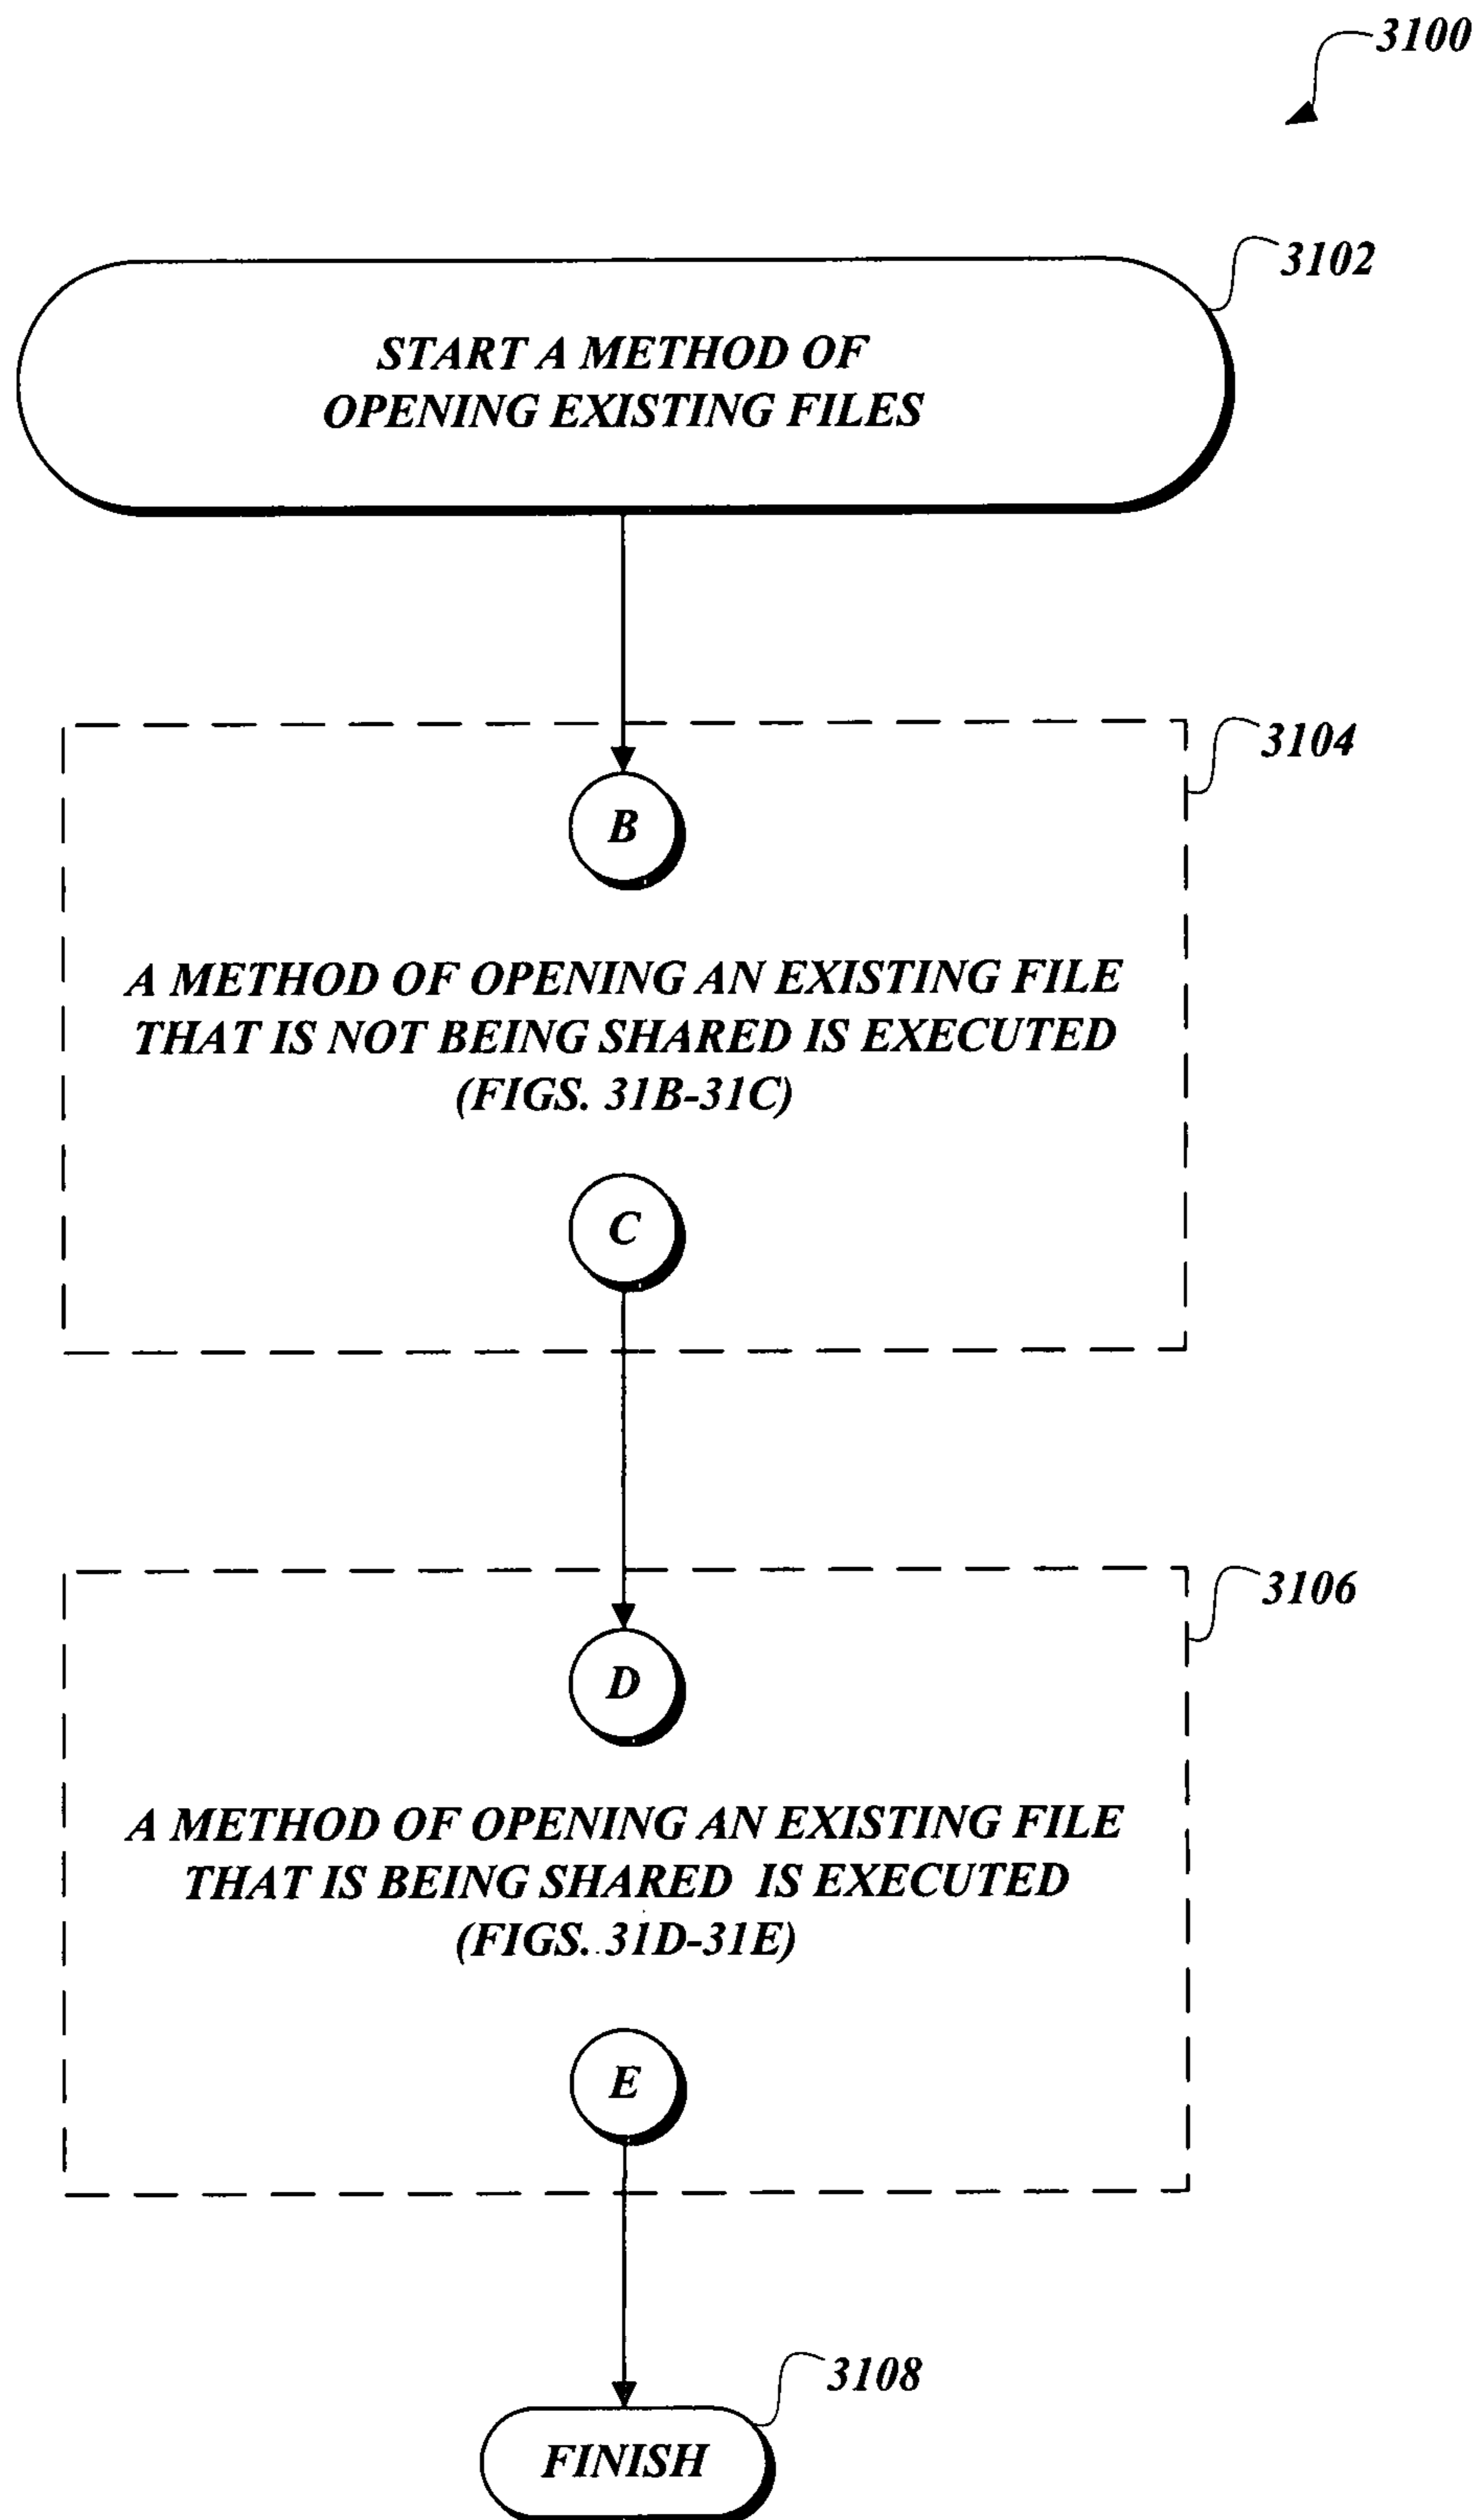 3100
3102
START A METHOD OF
OPENING EXISTING FILES
3104
B
A METHOD OF OPENING AN EXISTING FILE
THAT IS NOT BEING SHARED IS EXECUTED
(FIGS. 31B-31C)
C
3106
D
A METHOD OF OPENING AN EXISTING FILE
THAT IS BEING SHARED IS EXECUTED
(FIGS. 31D-31E)
E
3108
FINISH